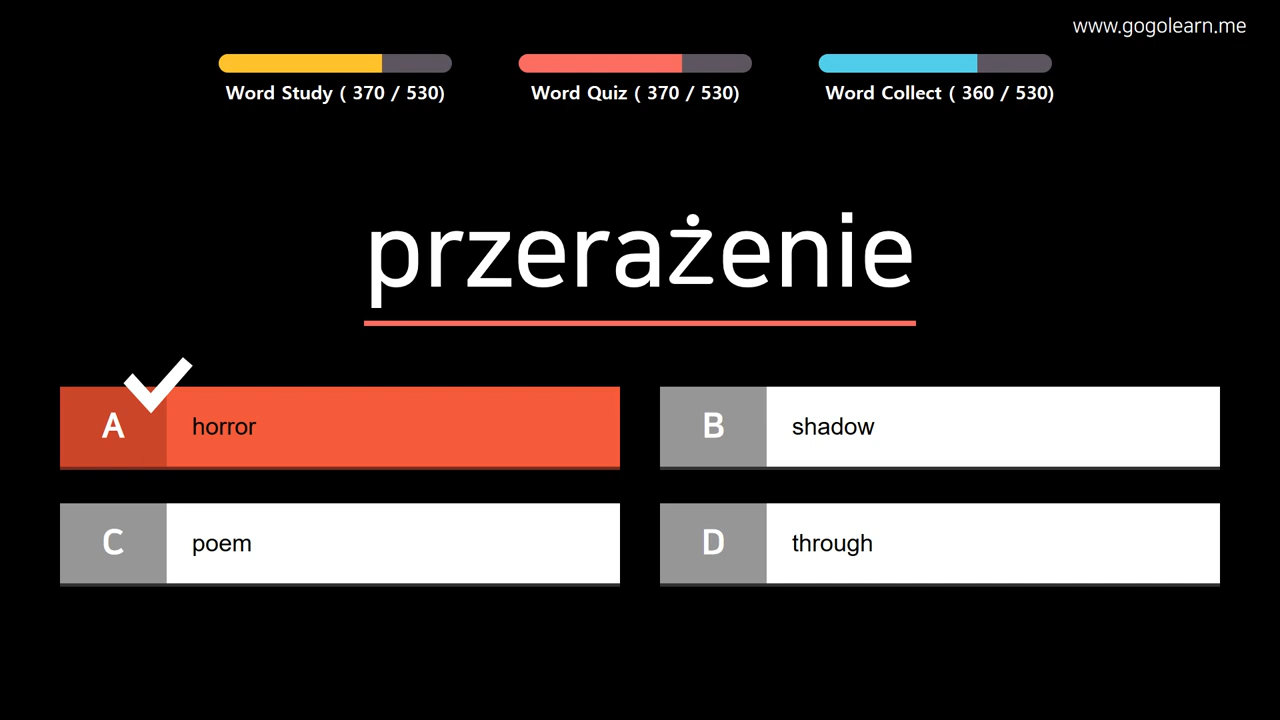 www.gogolearn.me
Word Study ( 370 / 530)
Word Quiz ( 370 / 530)
Word Collect ( 360 / 530)
przerażenie
A horror
B shadow
C poem
D through